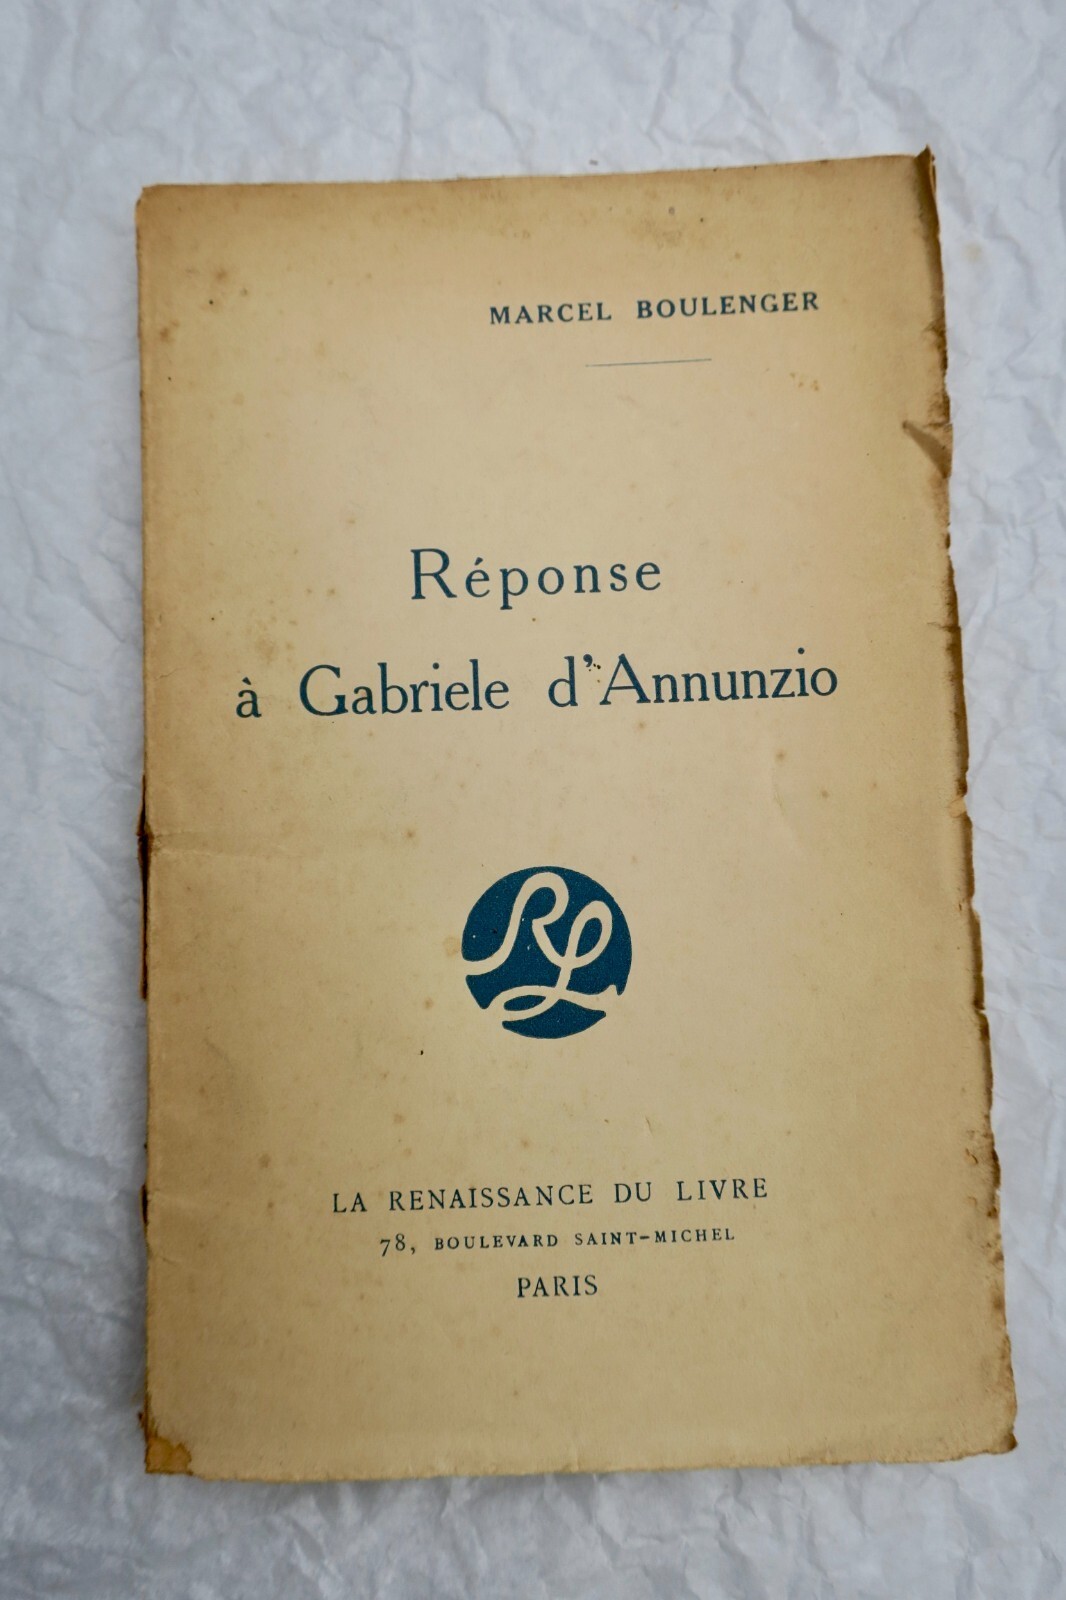 MARCEL BOULENGER
Réponse
à Gabriele d'Annunzio
RL
LA RENAISSANCE DU LIVRE
78, BOULEVARD SAINT-MICHEL
PARIS